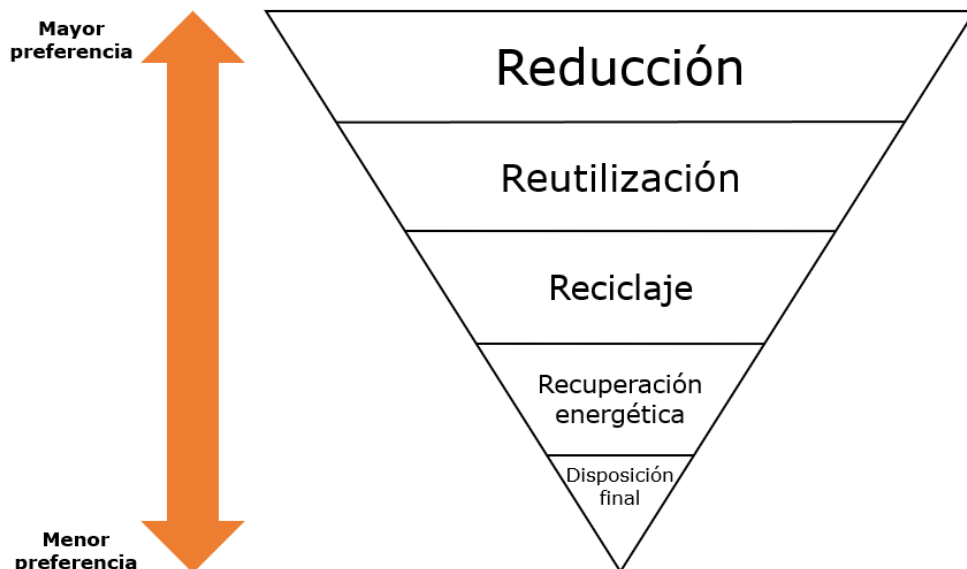 Mayor
preferencia
Reducción
Reutilización
Reciclaje
Recuperación
energética
Disposición
final
Menor
preferencia